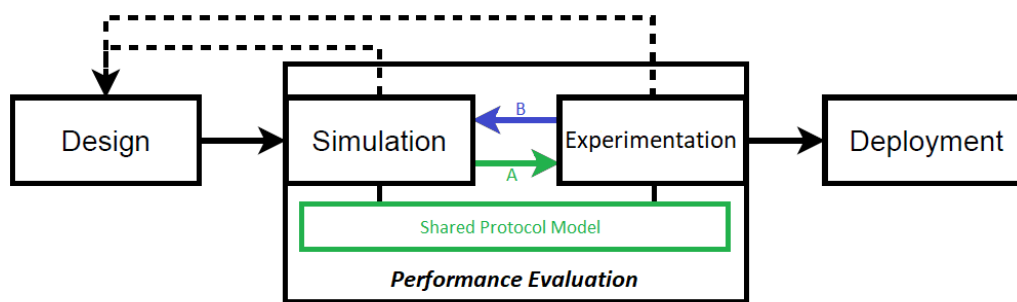 B
Design
Simulation
Experimentation
Deployment
A
Shared Protocol Model
Performance Evaluation